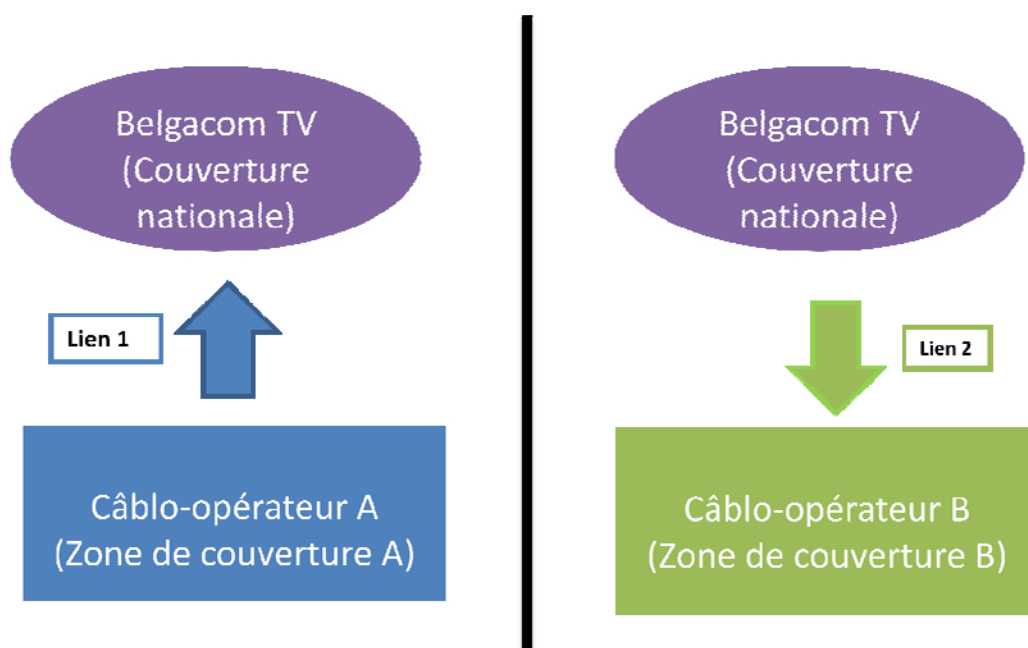 Belgacom TV
(Couverture
nationale)
Lien 1
Câblo-opérateur A
(Zone de couverture A)
Belgacom TV
(Couverture
nationale)
Lien 2
Câblo-opérateur B
(Zone de couverture B)